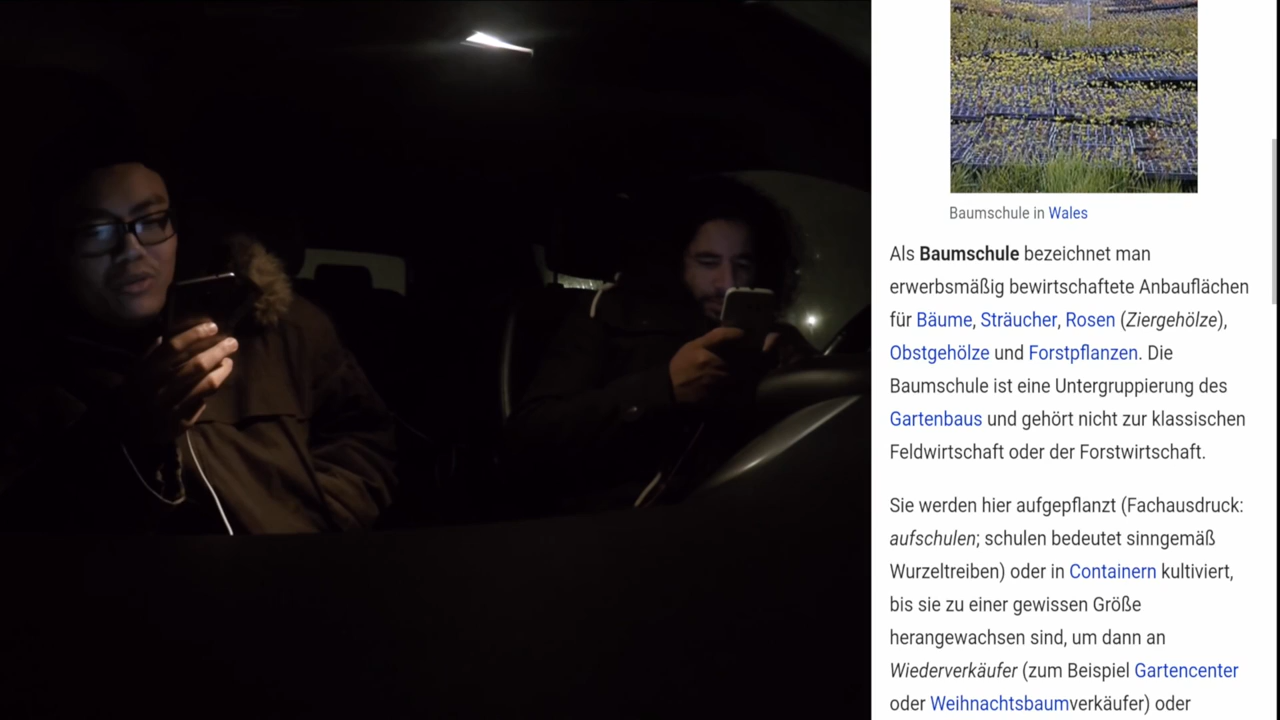 Baumschule in Wales
Als Baumschule bezeichnet man
erwerbsmäßig bewirtschaftete Anbauflächen
für Bäume, Sträucher, Rosen (Ziergehölze),
Obstgehölze und Forstpflanzen. Die
Baumschule ist eine Untergruppierung des
Gartenbaus und gehört nicht zur klassischen
Feldwirtschaft oder der Forstwirtschaft.
Sie werden hier aufgepflanzt (Fachausdruck:
aufschulen; schulen bedeutet sinngemäß
Wurzeltreiben) oder in Containern kultiviert,
bis sie zu einer gewissen Größe
herangewachsen sind, um dann an
Wiederverkäufer (zum Beispiel Gartencenter
oder Weihnachtsbaumverkäufer) oder